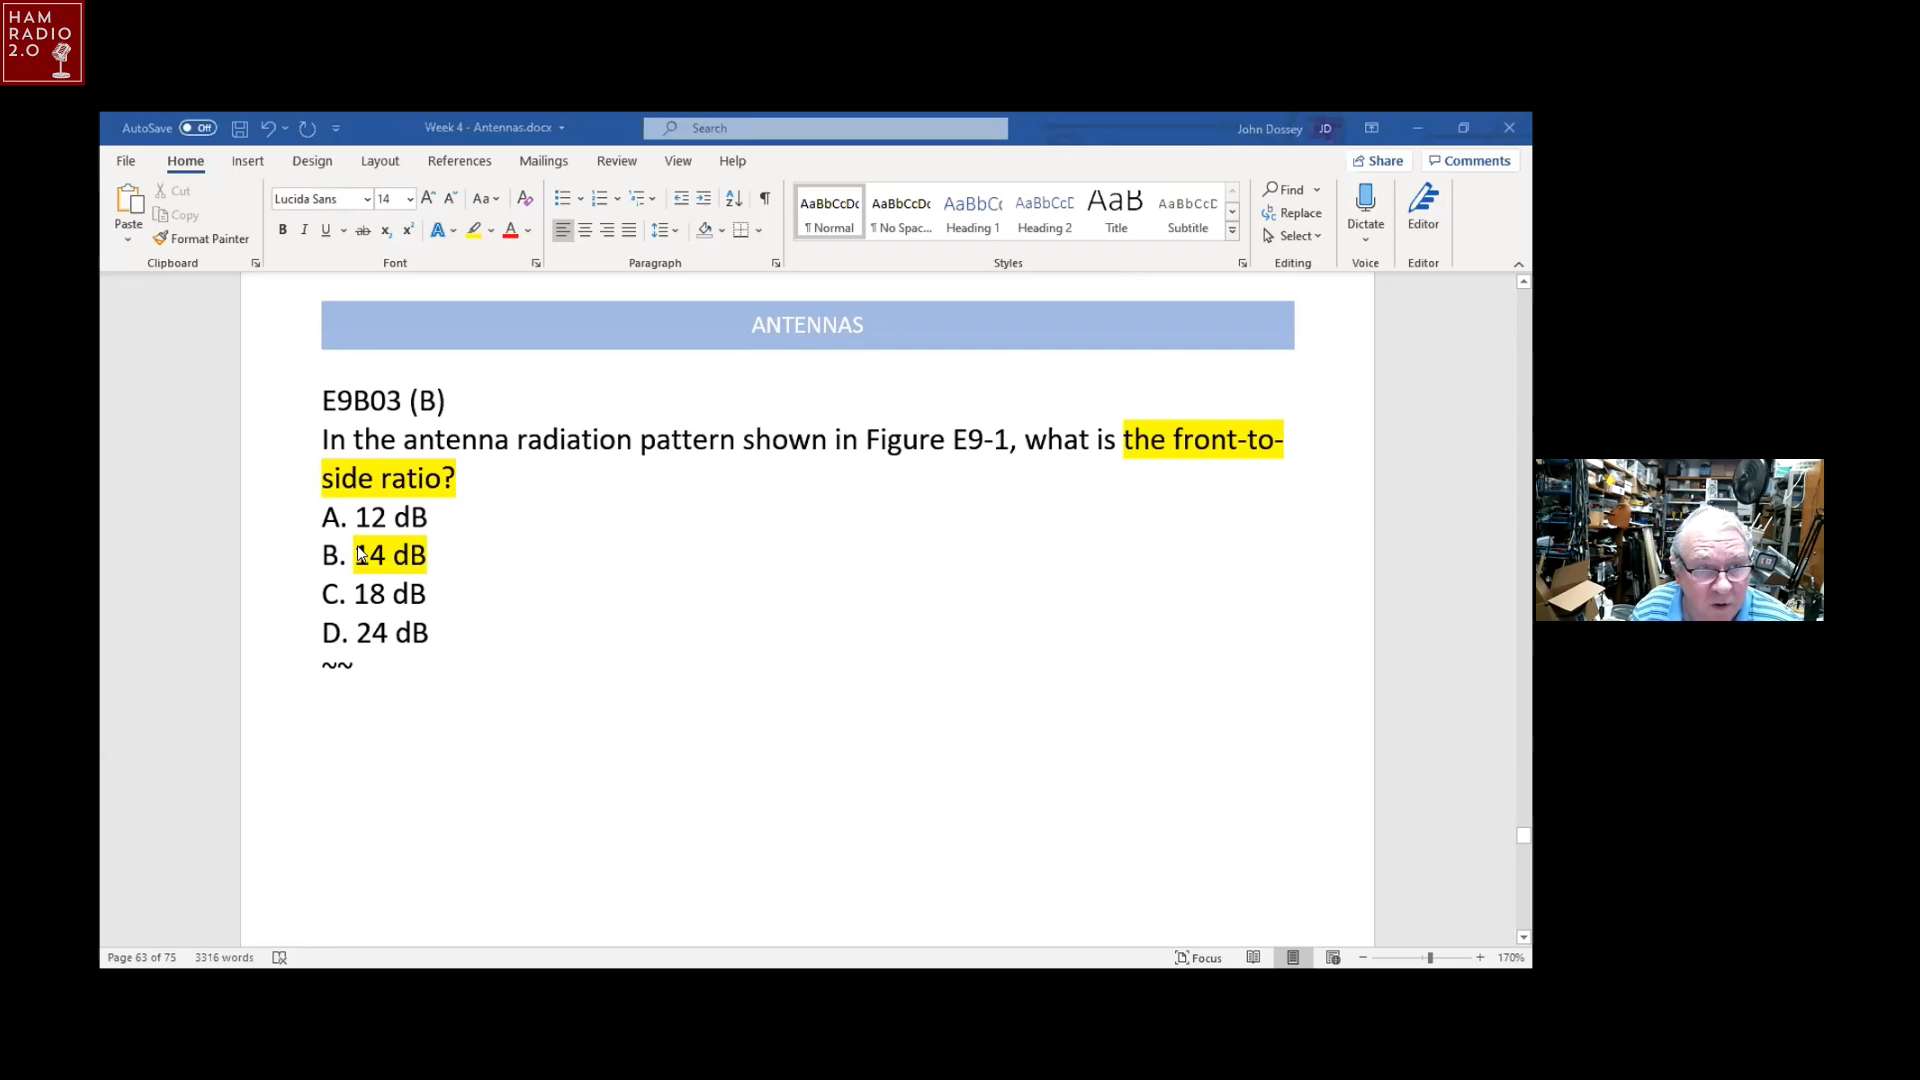 HAM
RADIO
2.0
AutoSave Off
Week 4 - Antennas.docx
Search
John Dossey JD
File Home Insert Design Layout References Mailings Review View Help
Share Comments
Paste
Cut
Copy
Format Painter
Clipboard
Lucida Sans 14
Font
Paragraph
AaBbCcDc
¶ Normal
AaBbCcDc
¶ No Spac...
AaBbCc
Heading 1
AaBbCcD
Heading 2
AaB
Title
AaBbCcD
Subtitle
Styles
Find
Replace
Select
Editing
Dictate
Voice
Editor
Editor
ANTENNAS
E9B03 (B)
In the antenna radiation pattern shown in Figure E9-1, what is the front-to-
side ratio?
A. 12 dB
B. 14 dB
C. 18 dB
D. 24 dB
~~
Page 63 of 75 3316 words
Focus
170%